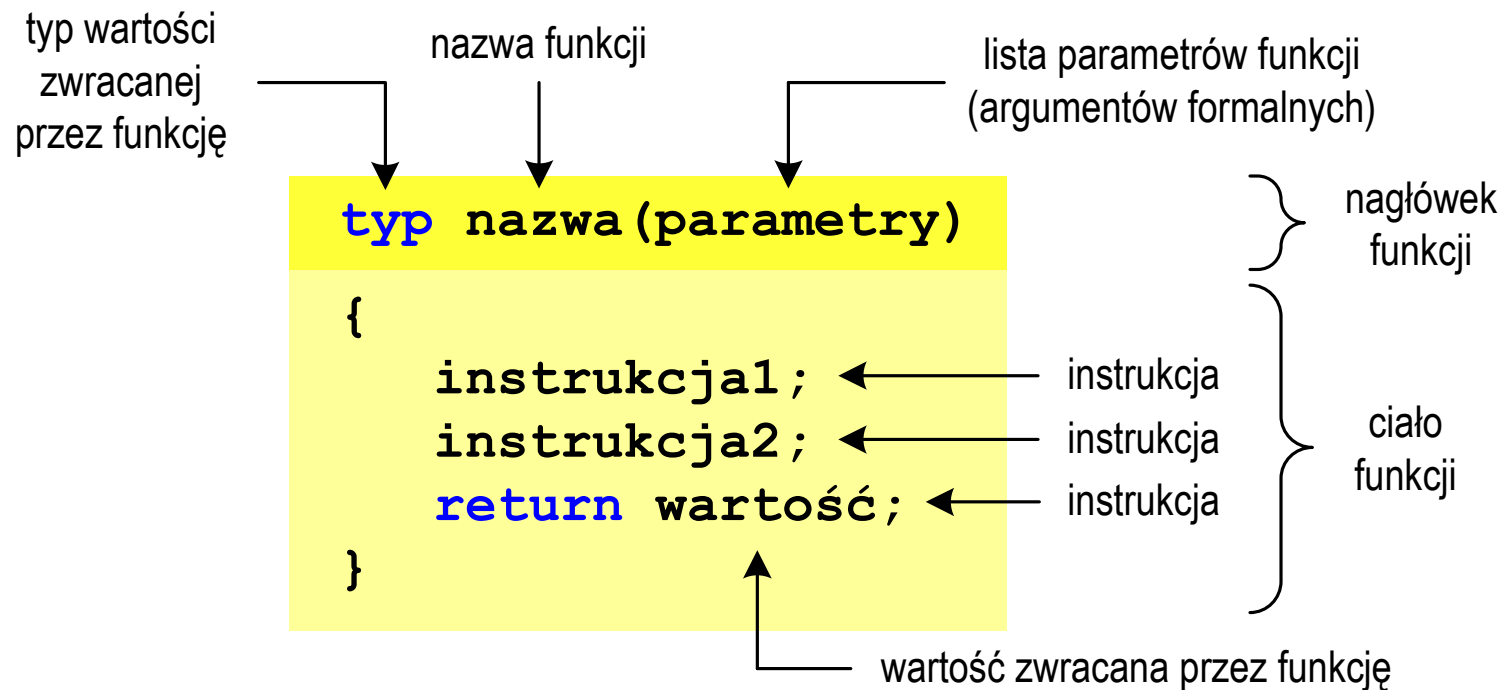 typ wartości
zwracanej
przez funkcję
nazwa funkcji
lista parametrów funkcji
(argumentów formalnych)
typ nazwa(parametry)
nagłówek
funkcji
{
instrukcja1;
instrukcja
instrukcja2;
instrukcja
return wartość;
instrukcja
}
ciało
funkcji
wartość zwracana przez funkcję